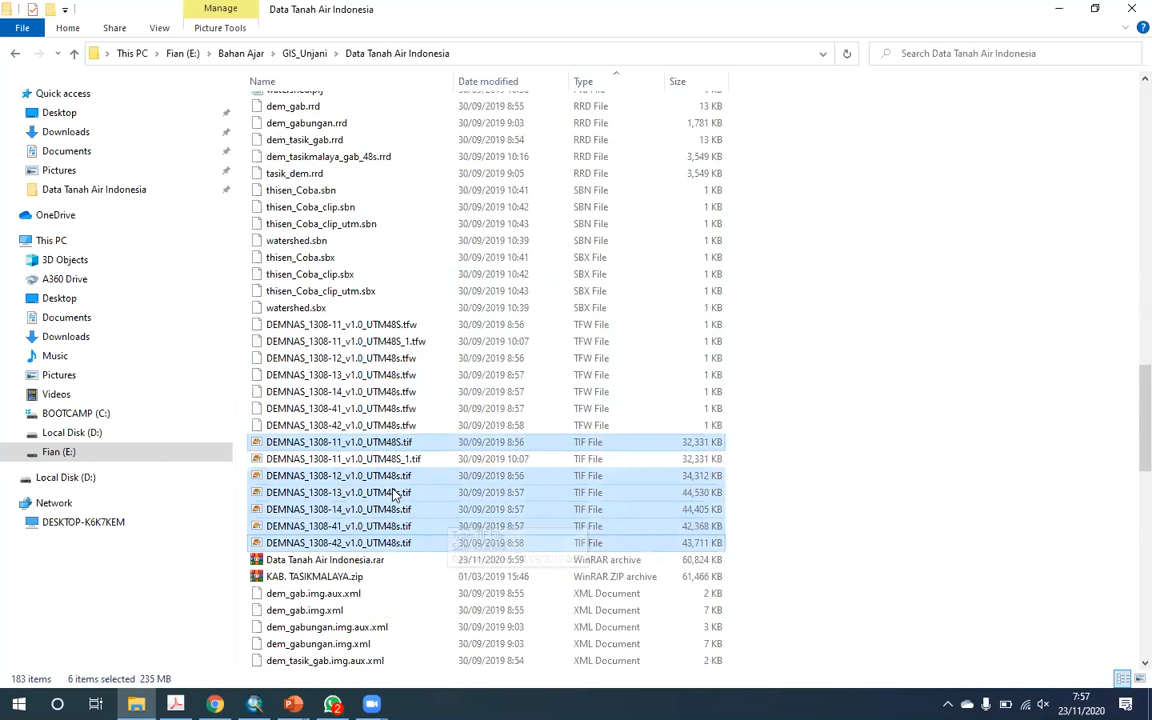 Manage Data Tanah Air Indonesia
File Home Share View Picture Tools
This PC Fian (E:) Bahan Ajar GIS_Unjani Data Tanah Air Indonesia Search Data Tanah Air Indonesia
Quick access
Desktop
Downloads
Documents
Pictures
Data Tanah Air Indonesia
OneDrive
This PC
3D Objects
A360 Drive
Desktop
Documents
Downloads
Music
Pictures
Videos
BOOTCAMP (C:)
Local Disk (D:)
Fian (E:)
Local Disk (D:)
Network
DESKTOP-K6K7KEM
Name Date modified Type Size
dem_gab.rrd 30/09/2019 8:55 RRD File 13 KB
dem_gabungan.rrd 30/09/2019 9:03 RRD File 1,781 KB
dem_tasik_gab.rrd 30/09/2019 8:54 RRD File 13 KB
dem_tasikmalaya_gab_48s.rrd 30/09/2019 10:16 RRD File 3,549 KB
tasik_dem.rrd 30/09/2019 9:05 RRD File 3,549 KB
thisen_Coba.sbn 30/09/2019 10:41 SBN File 1 KB
thisen_Coba_clip.sbn 30/09/2019 10:42 SBN File 1 KB
thisen_Coba_clip_utm.sbn 30/09/2019 10:43 SBN File 1 KB
watershed.sbn 30/09/2019 10:39 SBN File 1 KB
thisen_Coba.sbx 30/09/2019 10:41 SBX File 1 KB
thisen_Coba_clip.sbx 30/09/2019 10:42 SBX File 1 KB
thisen_Coba_clip_utm.sbx 30/09/2019 10:43 SBX File 1 KB
watershed.sbx 30/09/2019 10:39 SBX File 1 KB
DEMNAS_1308-11_v1.0_UTM48S.tfw 30/09/2019 8:56 TFW File 1 KB
DEMNAS_1308-11_v1.0_UTM48S_1.tfw 30/09/2019 10:07 TFW File 1 KB
DEMNAS_1308-12_v1.0_UTM48s.tfw 30/09/2019 8:56 TFW File 1 KB
DEMNAS_1308-13_v1.0_UTM48s.tfw 30/09/2019 8:57 TFW File 1 KB
DEMNAS_1308-14_v1.0_UTM48s.tfw 30/09/2019 8:57 TFW File 1 KB
DEMNAS_1308-41_v1.0_UTM48s.tfw 30/09/2019 8:57 TFW File 1 KB
DEMNAS_1308-42_v1.0_UTM48s.tfw 30/09/2019 8:58 TFW File 1 KB
DEMNAS_1308-11_v1.0_UTM48S.tif 30/09/2019 8:56 TIF File 32,331 KB
DEMNAS_1308-11_v1.0_UTM48S_1.tif 30/09/2019 10:07 TIF File 32,331 KB
DEMNAS_1308-12_v1.0_UTM48s.tif 30/09/2019 8:56 TIF File 34,312 KB
DEMNAS_1308-13_v1.0_UTM48s.tif 30/09/2019 8:57 TIF File 44,530 KB
DEMNAS_1308-14_v1.0_UTM48s.tif 30/09/2019 8:57 TIF File 44,405 KB
DEMNAS_1308-41_v1.0_UTM48s.tif 30/09/2019 8:57 TIF File 42,368 KB
DEMNAS_1308-42_v1.0_UTM48s.tif 30/09/2019 8:58 TIF File 43,711 KB
Data Tanah Air Indonesia.rar 23/11/2020 5:59 WinRAR archive 60,824 KB
KAB. TASIKMALAYA.zip 01/03/2019 15:46 WinRAR ZIP archive 61,466 KB
dem_gab.img.aux.xml 30/09/2019 8:55 XML Document 2 KB
dem_gab.img.xml 30/09/2019 8:55 XML Document 7 KB
dem_gabungan.img.aux.xml 30/09/2019 9:03 XML Document 3 KB
dem_gabungan.img.xml 30/09/2019 9:03 XML Document 7 KB
dem_tasik_gab.img.aux.xml 30/09/2019 8:54 XML Document 2 KB
183 items 6 items selected 235 MB
7:57
23/11/2020